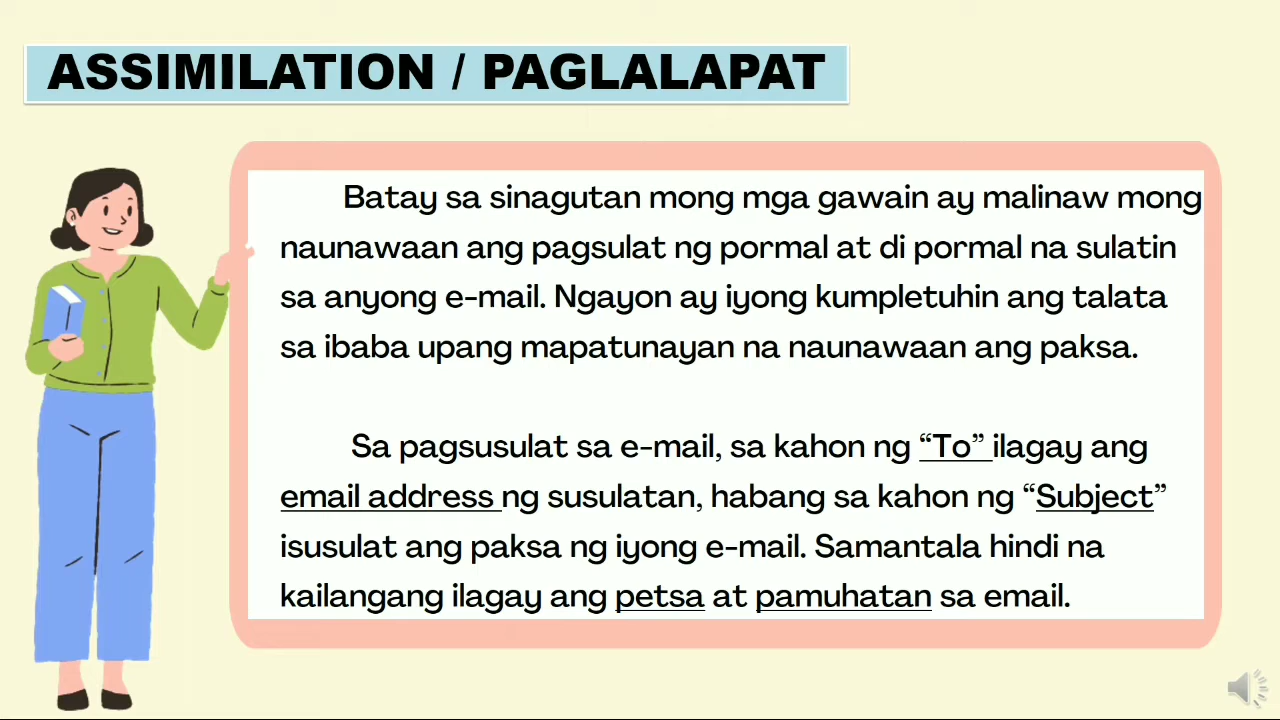 ASSIMILATION / PAGLALAPAT
Batay sa sinagutan mong mga gawain ay malinaw mong
naunawaan ang pagsulat ng pormal at di pormal na sulatin
sa anyong e-mail. Ngayon ay iyong kumpletuhin ang talata
sa ibaba upang mapatunayan na naunawaan ang paksa.
Sa pagsusulat sa e-mail, sa kahon ng “To” ilagay ang
email address ng susulatan, habang sa kahon ng “Subject”
isusulat ang paksa ng iyong e-mail. Samantala hindi na
kailangang ilagay ang petsa at pamuhatan sa email.